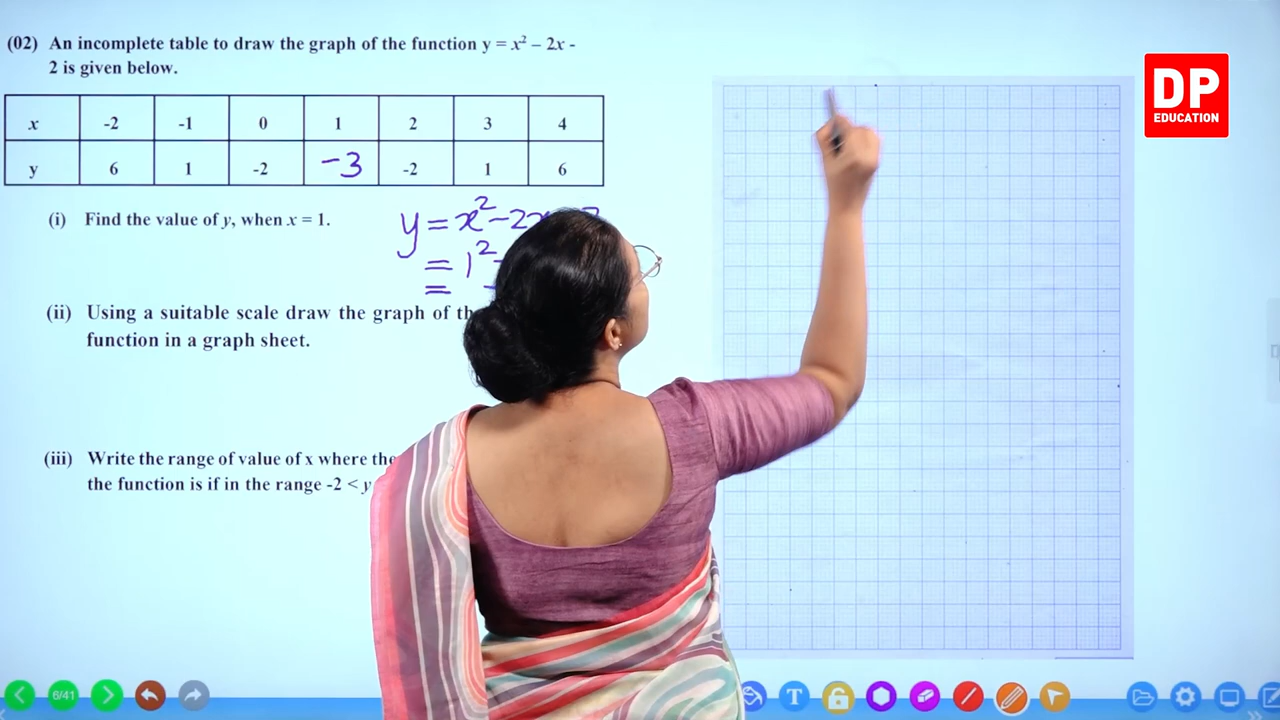 (02) An incomplete table to draw the graph of the function y = x² – 2x -
2 is given below.
x -2 -1 0 1 2 3 4
y 6 1 -2 -3 -2 1 6
(i) Find the value of y, when x = 1.
y = x² - 2x
= 1²
=
(ii) Using a suitable scale draw the graph of
function in a graph sheet.
(iii) Write the range of value of x where the
the function is if in the range -2 < y
DP
EDUCATION
6/41
T